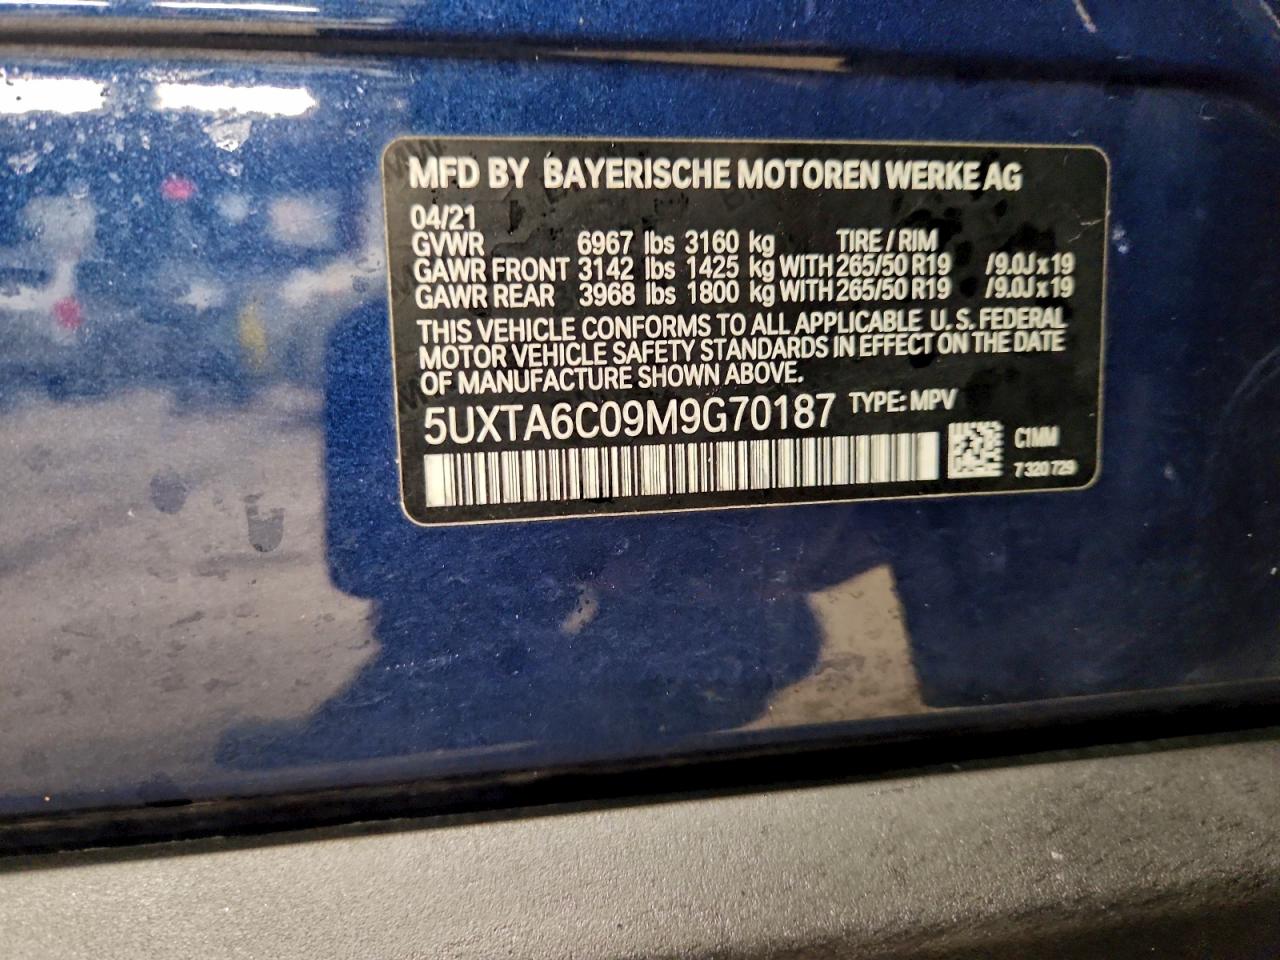 MFD BY BAYERISCHE MOTOREN WERKE AG
04/21
GVWR 6967 lbs 3160 kg TIRE / RIM
GAWR FRONT 3142 lbs 1425 kg WITH 265/50 R19 /9.0J x 19
GAWR REAR 3968 lbs 1800 kg WITH 265/50 R19 /9.0J x 19
THIS VEHICLE CONFORMS TO ALL APPLICABLE U.S. FEDERAL
MOTOR VEHICLE SAFETY STANDARDS IN EFFECT ON THE DATE
OF MANUFACTURE SHOWN ABOVE.
5UXTA6C09M9G70187 TYPE: MPV
C1MM
7 320 729